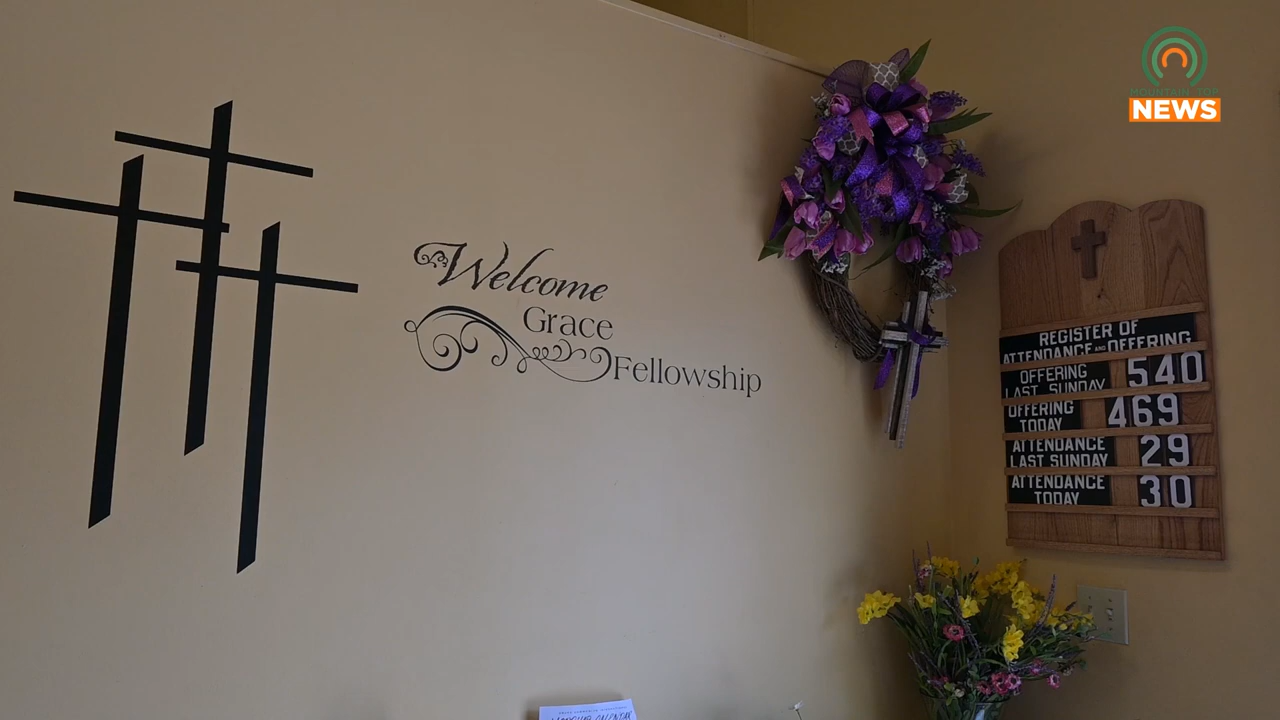 Welcome
Grace
Fellowship
MOUNTAIN TOP
NEWS
REGISTER OF
ATTENDANCE AND OFFERING
OFFERING
LAST SUNDAY
540
OFFERING
TODAY
469
ATTENDANCE
LAST SUNDAY
29
ATTENDANCE
TODAY
30